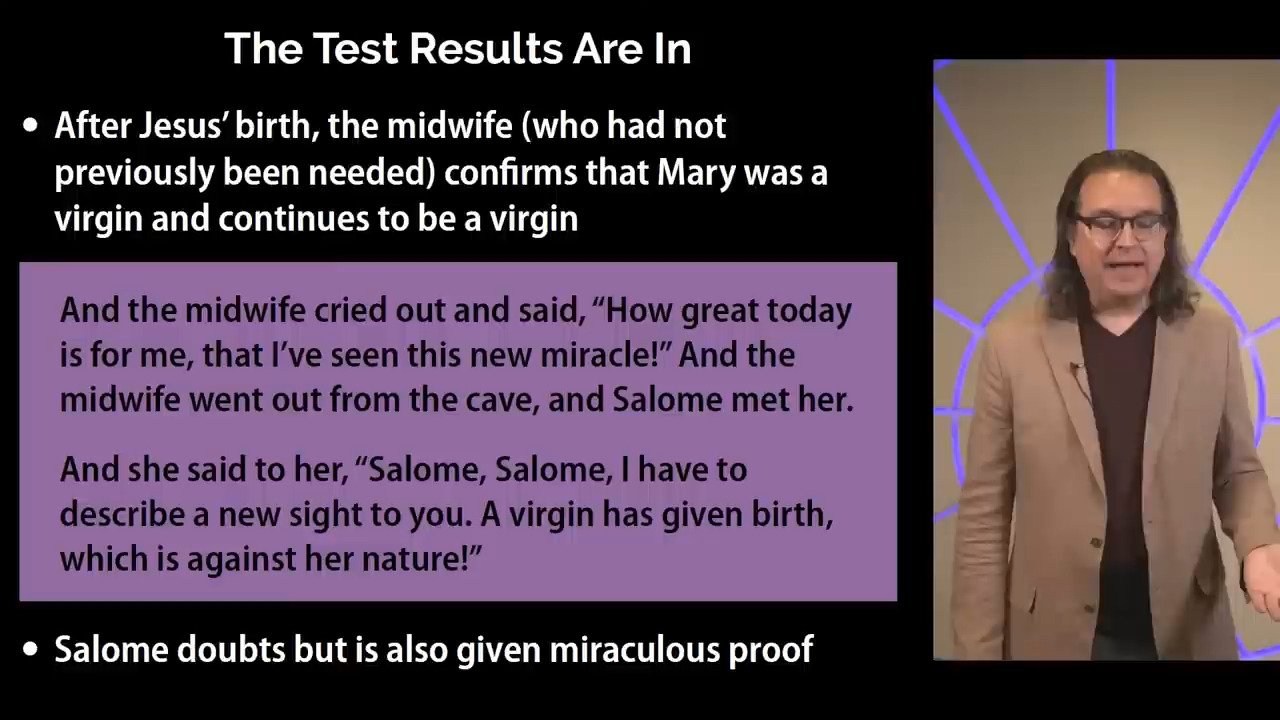 The Test Results Are In
• After Jesus’ birth, the midwife (who had not
previously been needed) confirms that Mary was a
virgin and continues to be a virgin
And the midwife cried out and said, “How great today
is for me, that I’ve seen this new miracle!” And the
midwife went out from the cave, and Salome met her.
And she said to her, “Salome, Salome, I have to
describe a new sight to you. A virgin has given birth,
which is against her nature!”
• Salome doubts but is also given miraculous proof